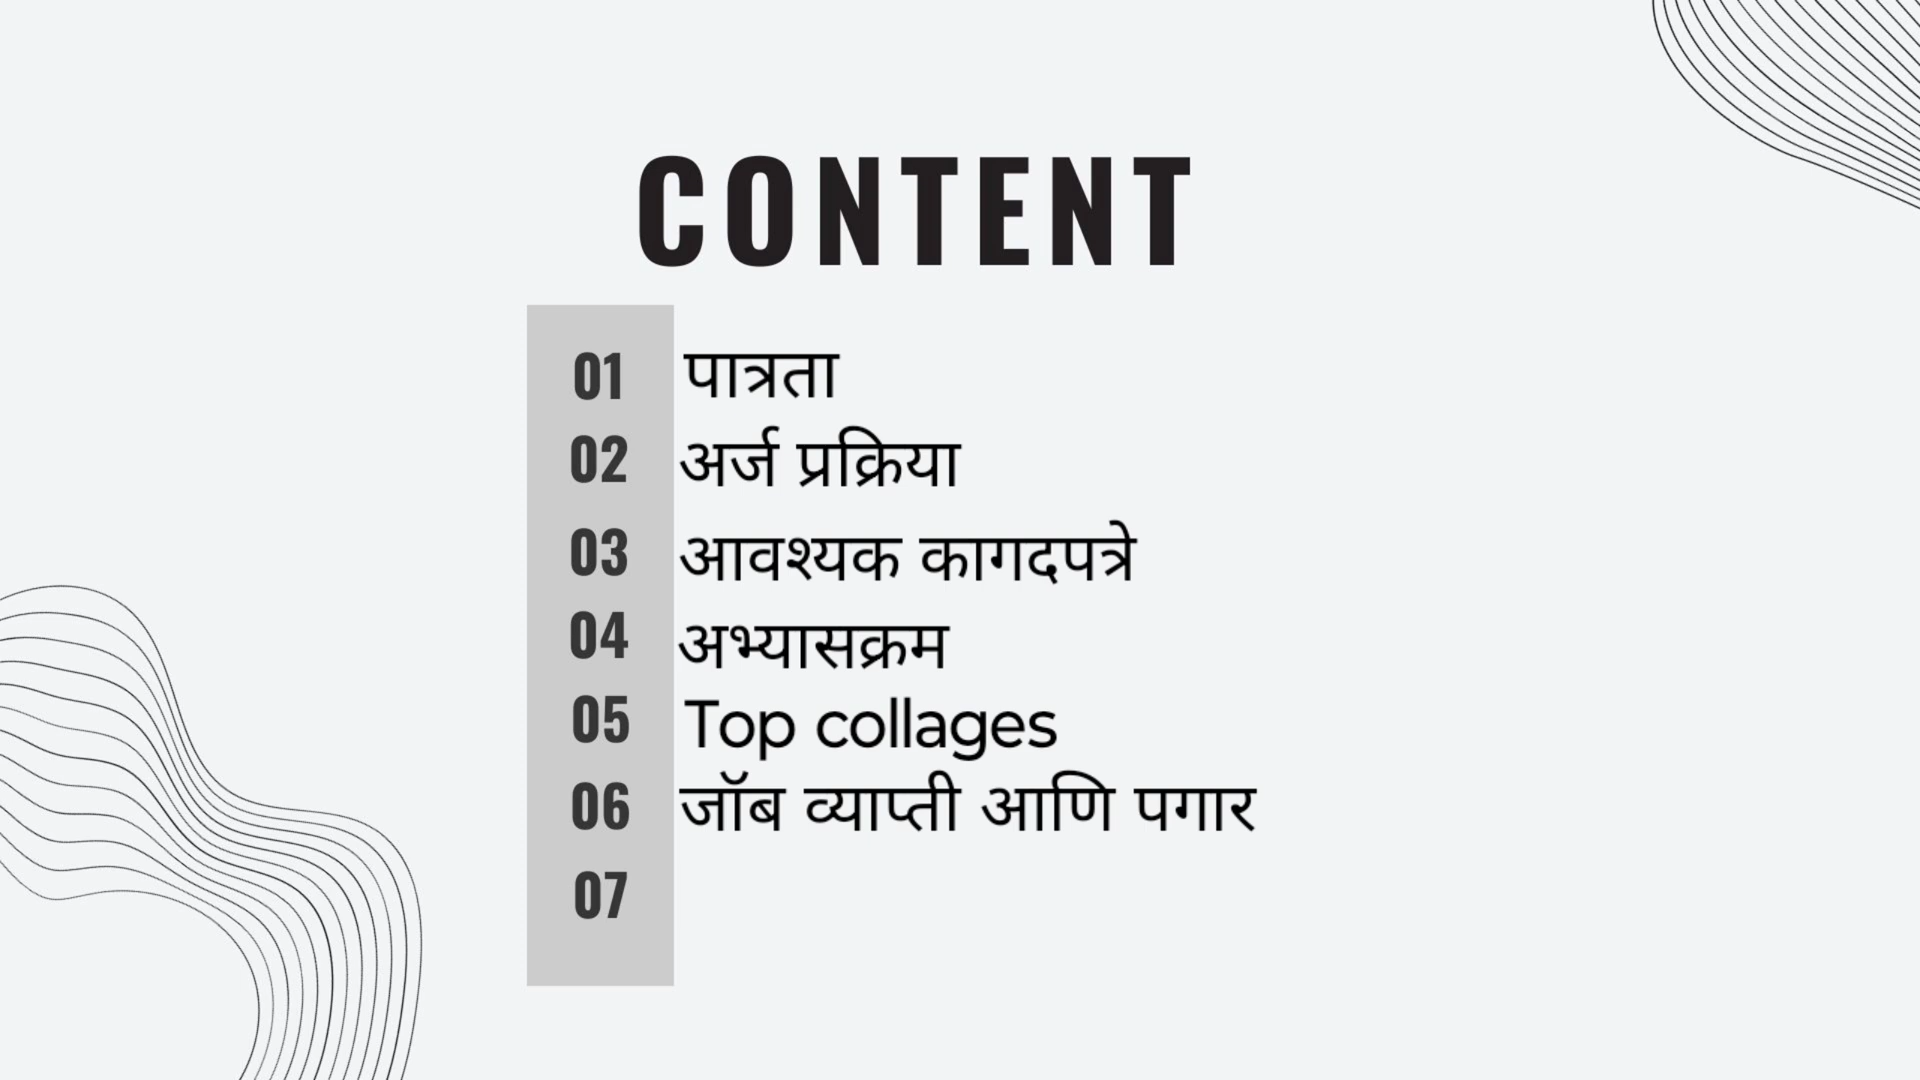 CONTENT
01 पात्रता
02 अर्ज प्रक्रिया
03 आवश्यक कागदपत्रे
04 अभ्यासक्रम
05 Top collages
06 जॉब व्याप्ती आणि पगार
07